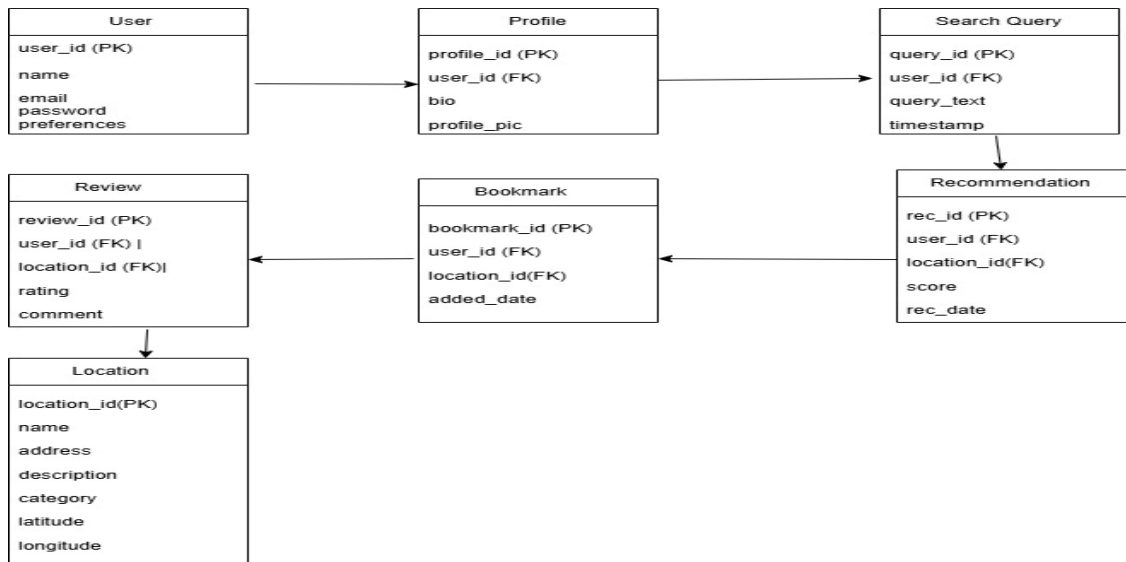 User
user_id (PK)
name
email
password
preferences
Profile
profile_id (PK)
user_id (FK)
bio
profile_pic
Search Query
query_id (PK)
user_id (FK)
query_text
timestamp
Review
review_id (PK)
user_id (FK) |
location_id (FK)|
rating
comment
Bookmark
bookmark_id (PK)
user_id (FK)
location_id(FK)
added_date
Recommendation
rec_id (PK)
user_id (FK)
location_id(FK)
score
rec_date
Location
location_id(PK)
name
address
description
category
latitude
longitude